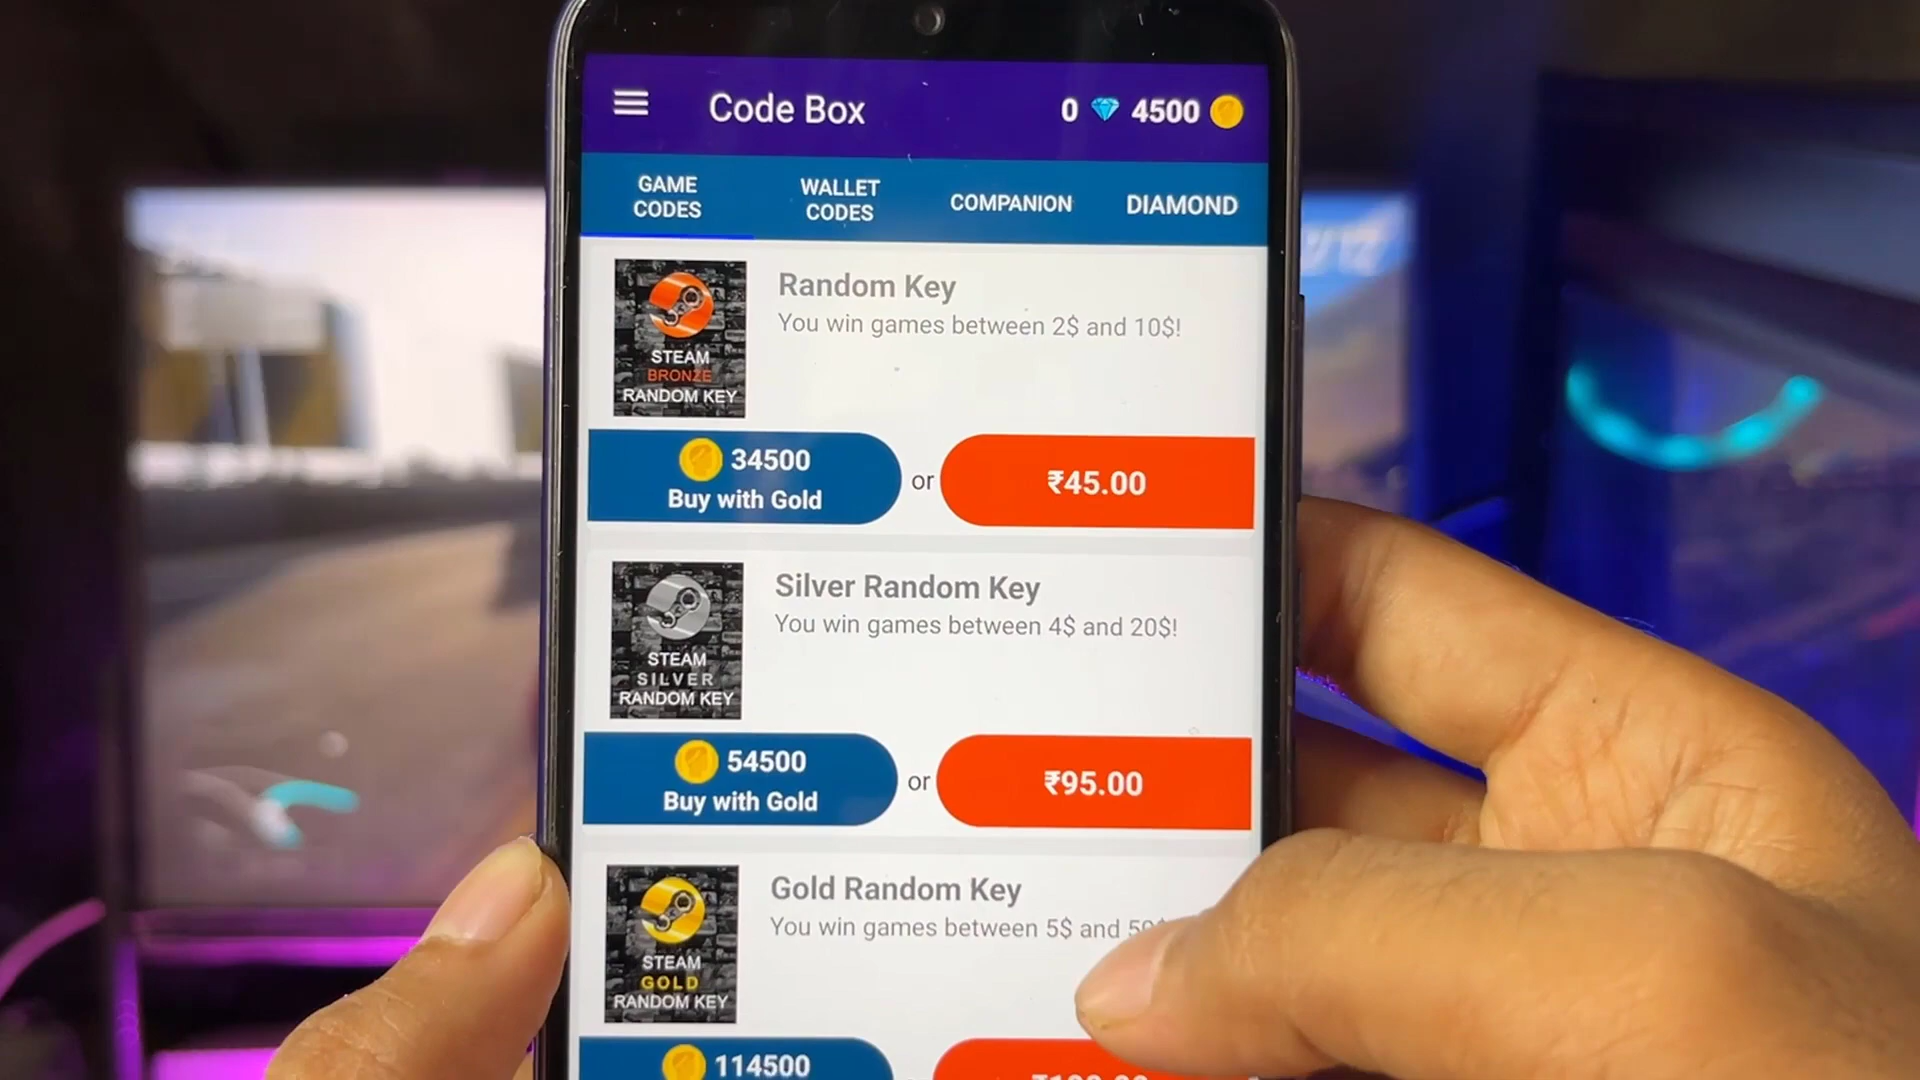 Code Box
0 4500
GAME CODES
WALLET CODES
COMPANION
DIAMOND
STEAM
BRONZE
RANDOM KEY
Random Key
You win games between 2$ and 10$!
34500
Buy with Gold
or
₹45.00
STEAM
SILVER
RANDOM KEY
Silver Random Key
You win games between 4$ and 20$!
54500
Buy with Gold
or
₹95.00
STEAM
GOLD
RANDOM KEY
Gold Random Key
You win games between 5$ and
114500